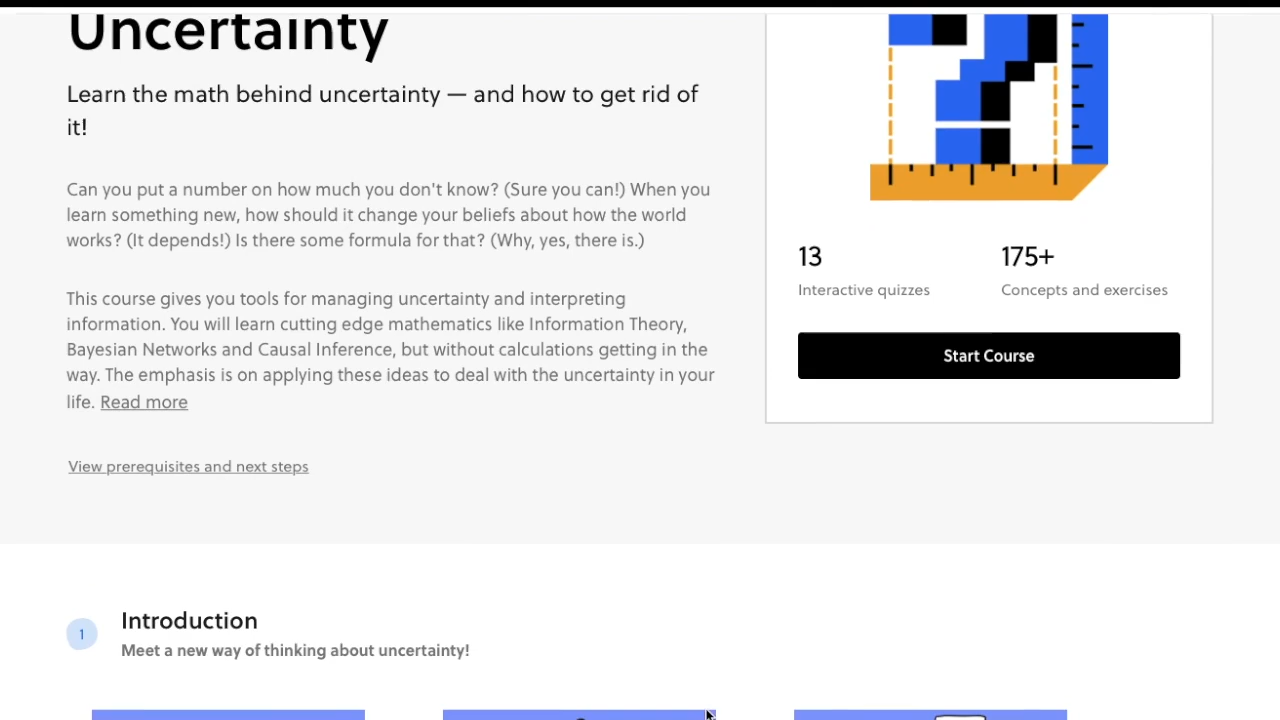 Uncertainty
Learn the math behind uncertainty — and how to get rid of
it!
Can you put a number on how much you don't know? (Sure you can!) When you
learn something new, how should it change your beliefs about how the world
works? (It depends!) Is there some formula for that? (Why, yes, there is.)
This course gives you tools for managing uncertainty and interpreting
information. You will learn cutting edge mathematics like Information Theory,
Bayesian Networks and Causal Inference, but without calculations getting in the
way. The emphasis is on applying these ideas to deal with the uncertainty in your
life. Read more
View prerequisites and next steps
13
Interactive quizzes
175+
Concepts and exercises
Start Course
1
Introduction
Meet a new way of thinking about uncertainty!